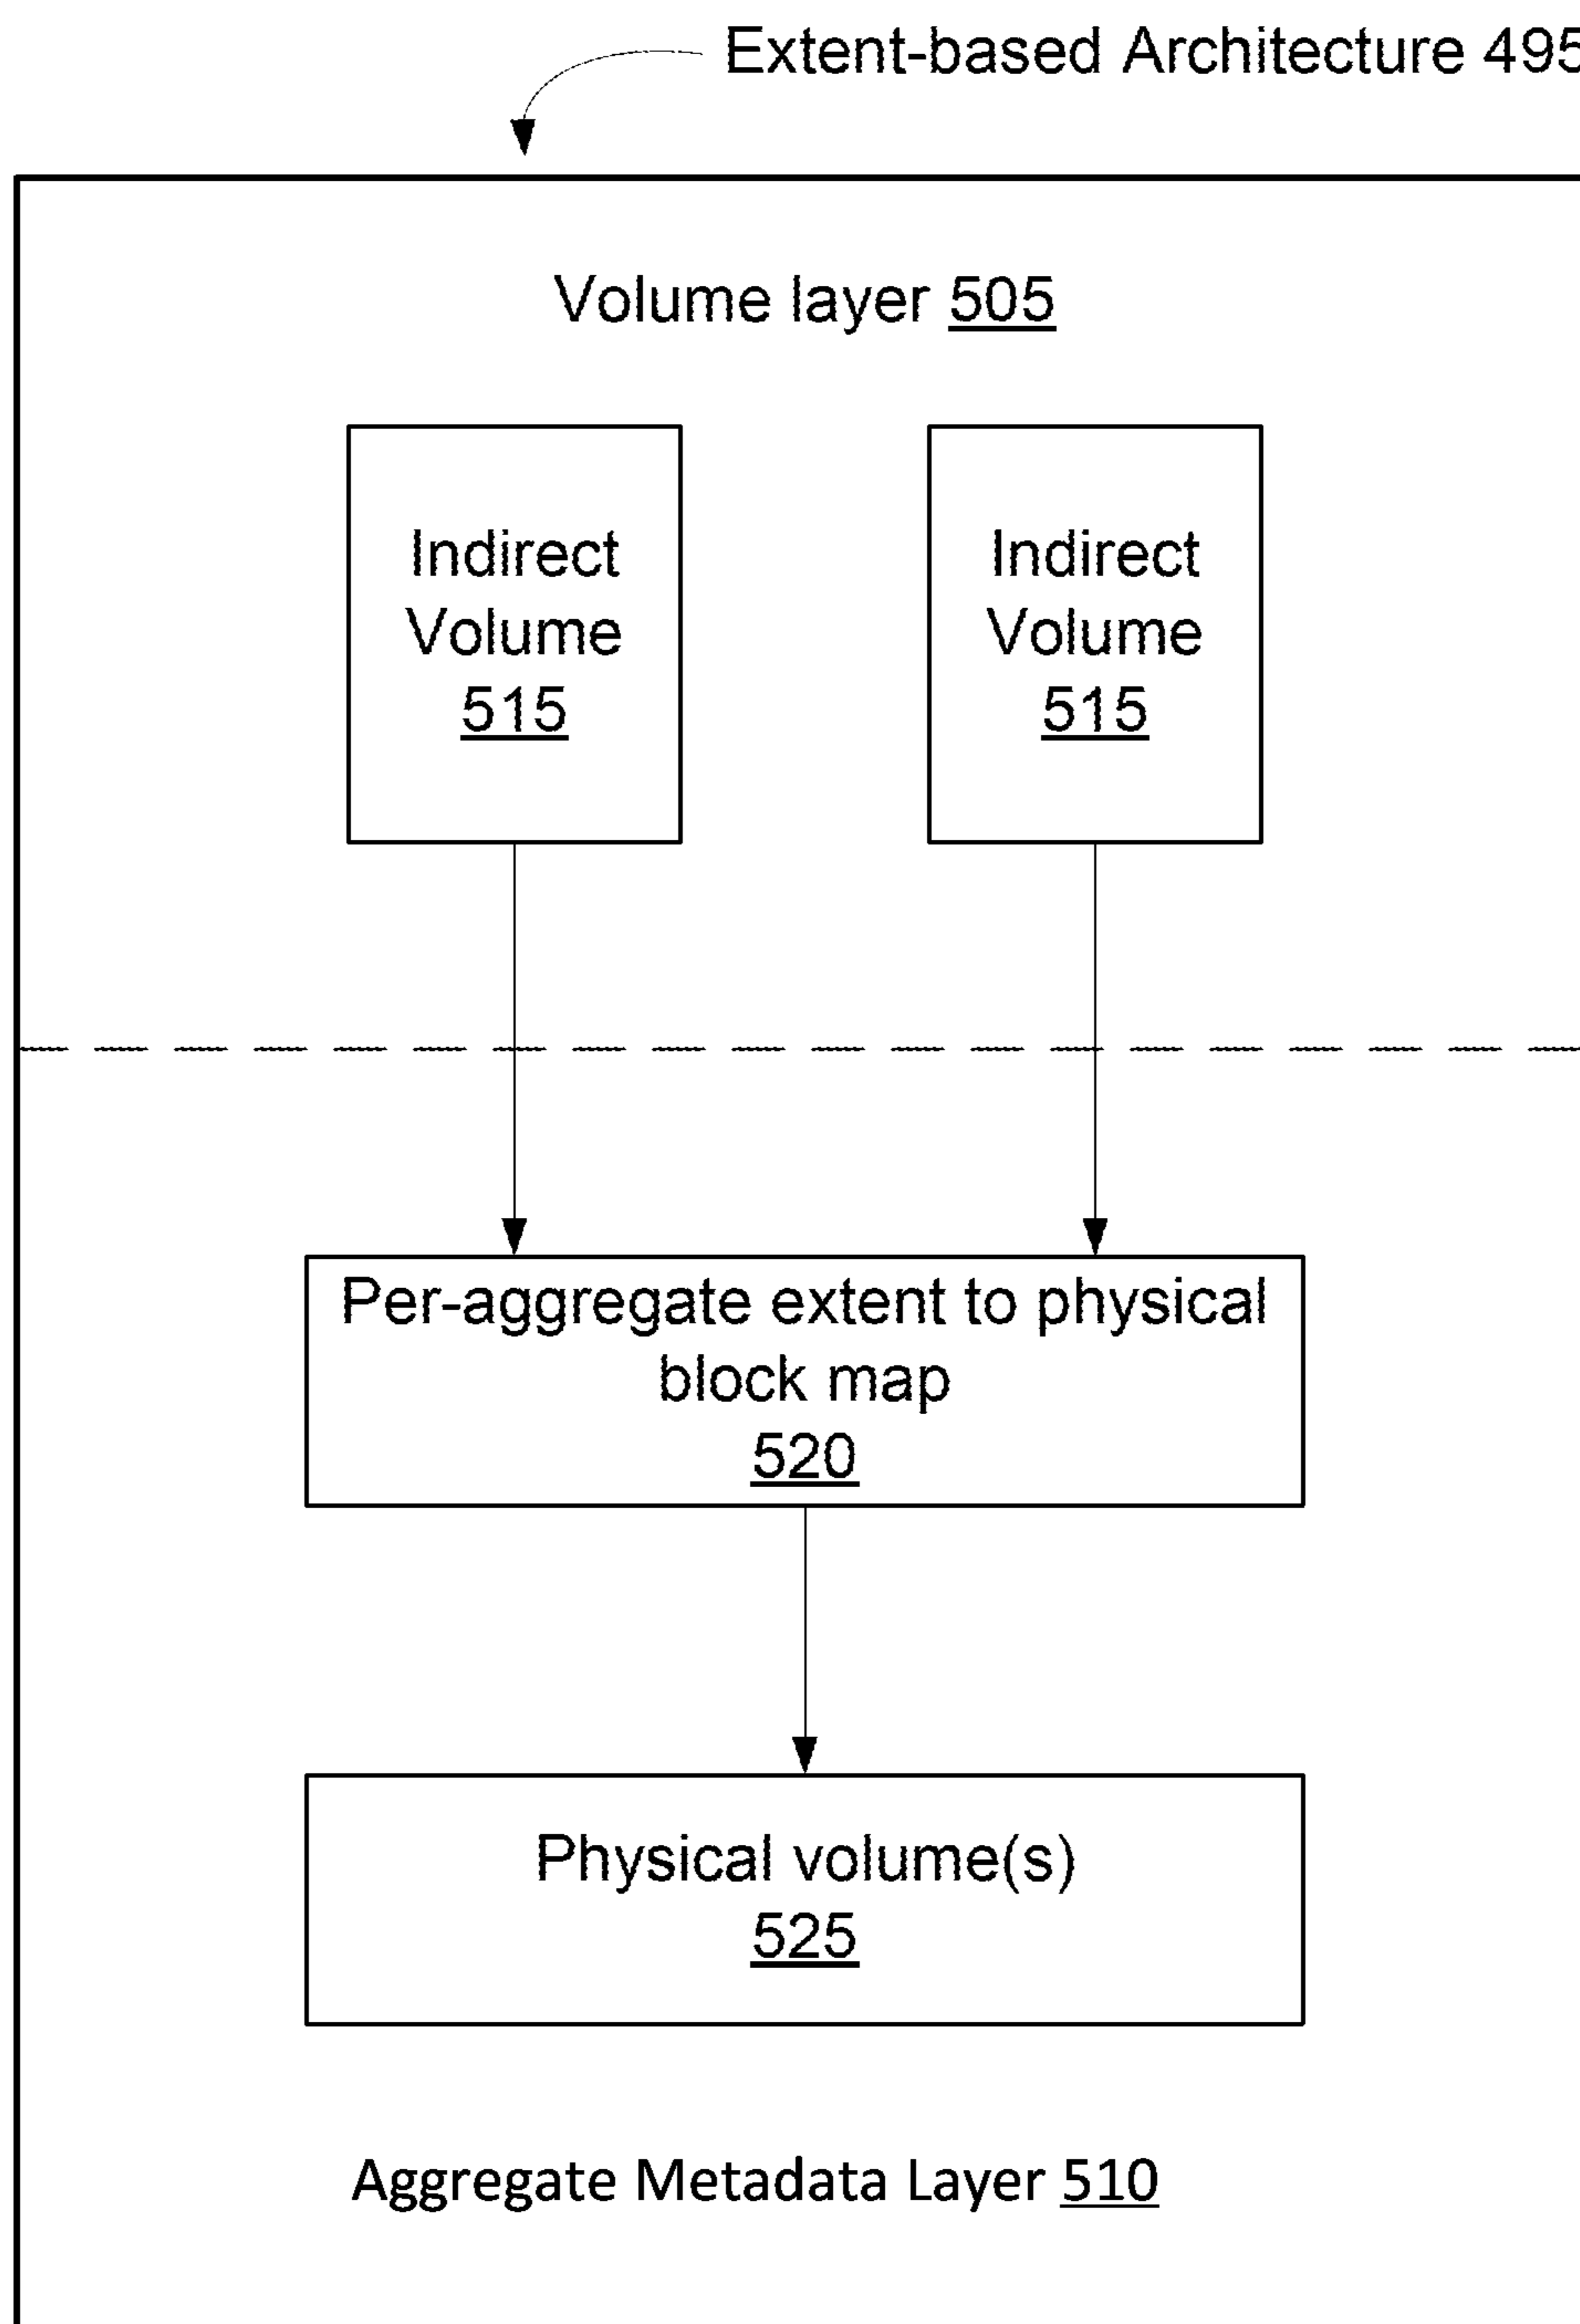 Extent-based Architecture 495
Volume layer 505
Indirect
Volume
515
Indirect
Volume
515
Per-aggregate extent to physical
block map
520
Physical volume(s)
525
Aggregate Metadata Layer 510